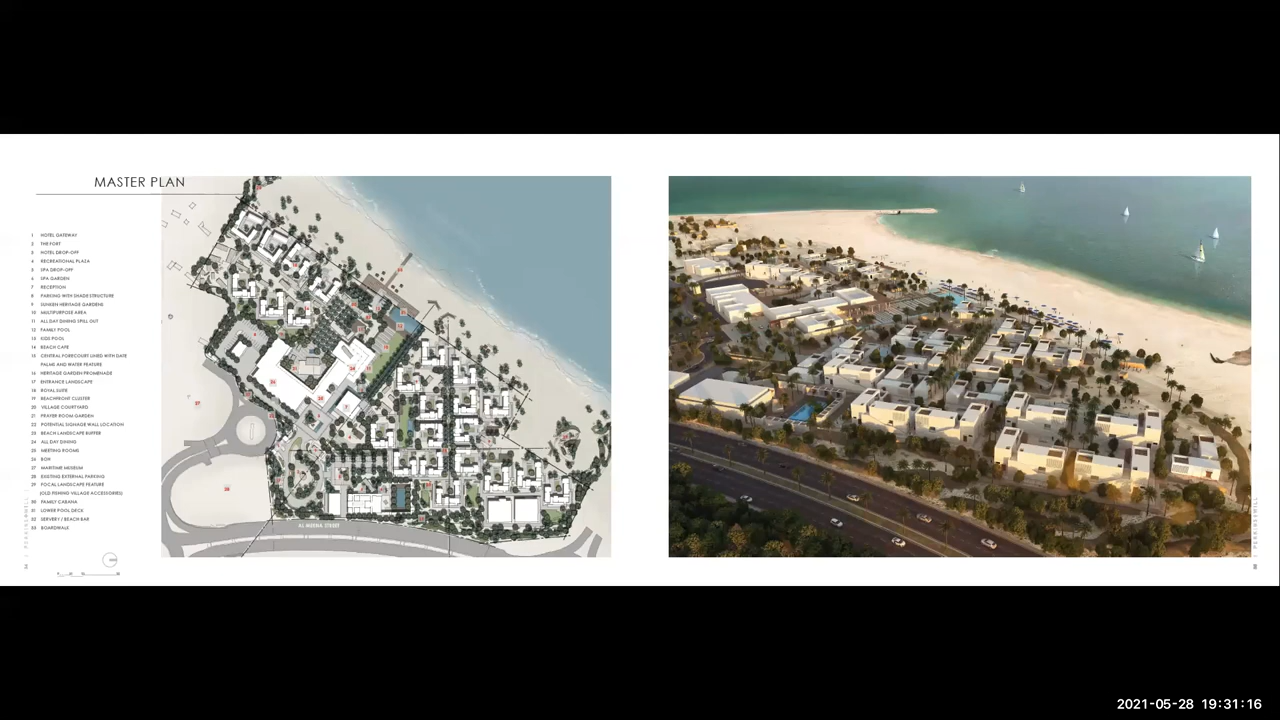 MASTER PLAN
1 HOTEL GATEWAY
2 THE FORT
3 HOTEL DROP-OFF
4 RECREATIONAL PLAZA
5 SPA DROP-OFF
6 SPA GARDEN
7 RECEPTION
8 PARKING WITH SHADE STRUCTURE
9 SUNKEN HERITAGE GARDENS
10 MULTIPURPOSE AREA
11 ALL DAY DINING SPILL OUT
12 FAMILY POOL
13 KIDS POOL
14 BEACH CAFE
15 CENTRAL FORECOURT LINED WITH DATE
PALMS AND WATER FEATURE
16 HERITAGE GARDEN PROMENADE
17 ENTRANCE LANDSCAPE
18 ROYAL SUITE
19 BEACHFRONT CLUSTER
20 VILLAGE COURTYARD
21 PRAYER ROOM GARDEN
22 POTENTIAL SIGNAGE WALL LOCATION
23 BEACH LANDSCAPE BUFFER
24 ALL DAY DINING
25 MEETING ROOMS
26 BOH
27 MARITIME MUSEUM
28 EXISTING EXTERNAL PARKING
29 FOCAL LANDSCAPE FEATURE
(OLD FISHING VILLAGE ACCESSORIES)
30 FAMILY CABANA
31 LOWER POOL DECK
32 SERVERY / BEACH BAR
33 BOARDWALK
AL MEENA STREET
PERKINS&WILL
PERKINS&WILL
2021-05-28 19:31:16